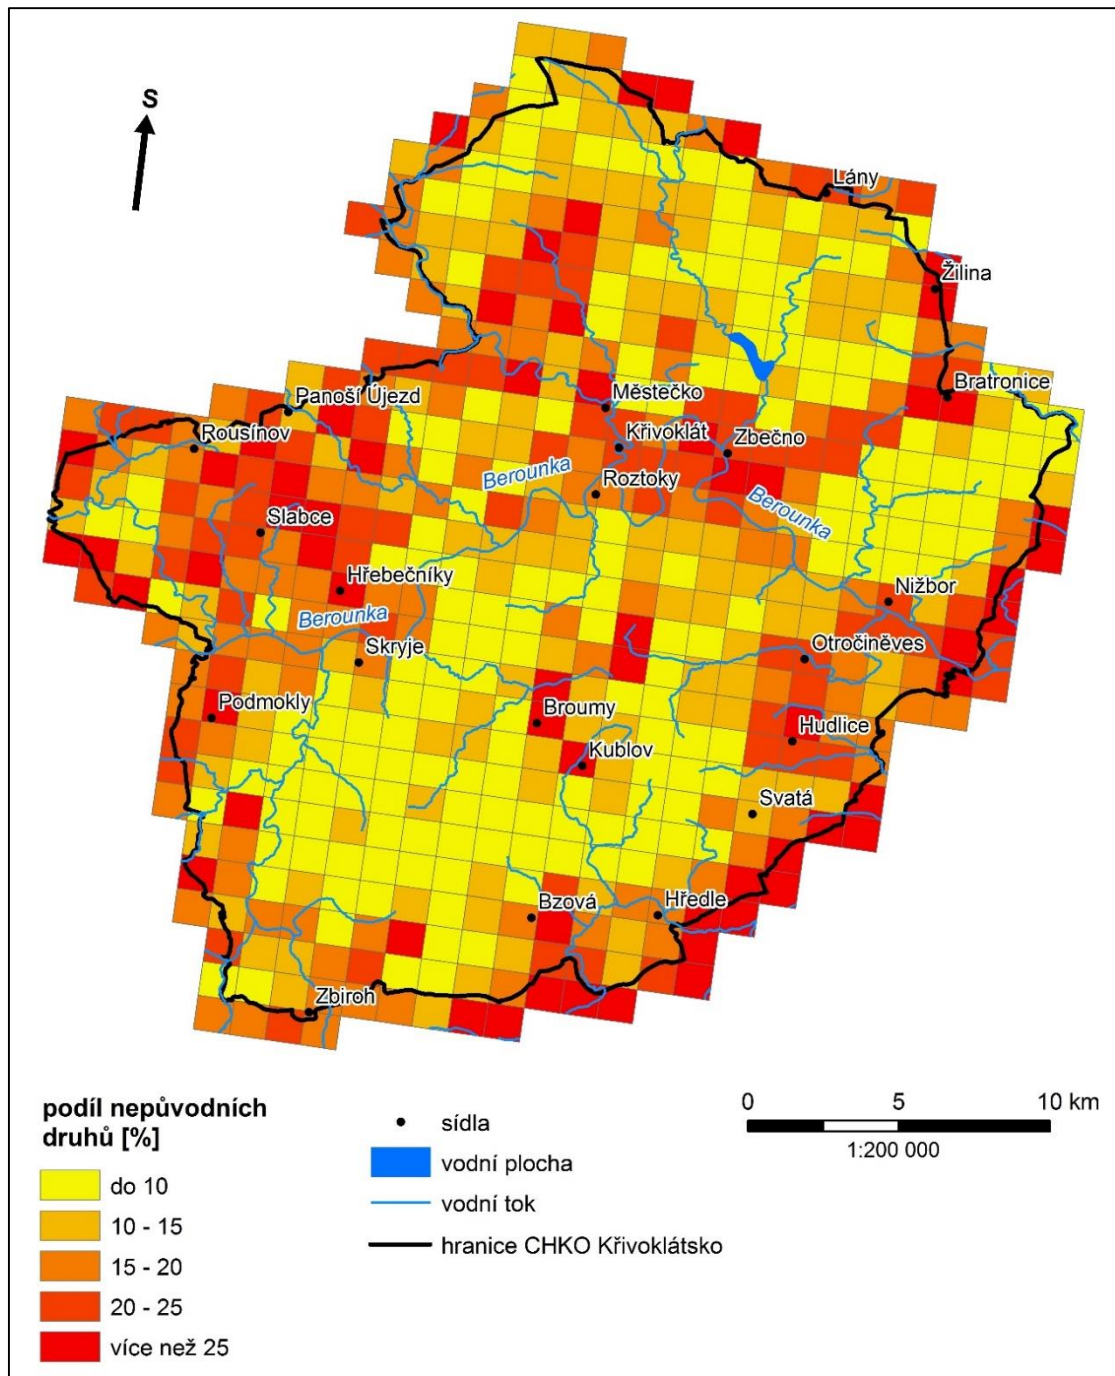 S
Lány
Žilina
Bratronice
Městečko
Panoší Újezd
Rousínov
Křivoklát
Zbečno
Berounka
Roztoky
Berounka
Slabce
Hřebečníky
Nižbor
Berounka
Skryje
Otročiněves
Podmokly
Broumy
Hudlice
Kublov
Svatá
Bzová
Hředle
Zbiroh
podíl nepůvodních
druhů [%]
do 10
10 - 15
15 - 20
20 - 25
více než 25
sídla
vodní plocha
vodní tok
hranice CHKO Křivoklátsko
0 5 10 km
1:200 000